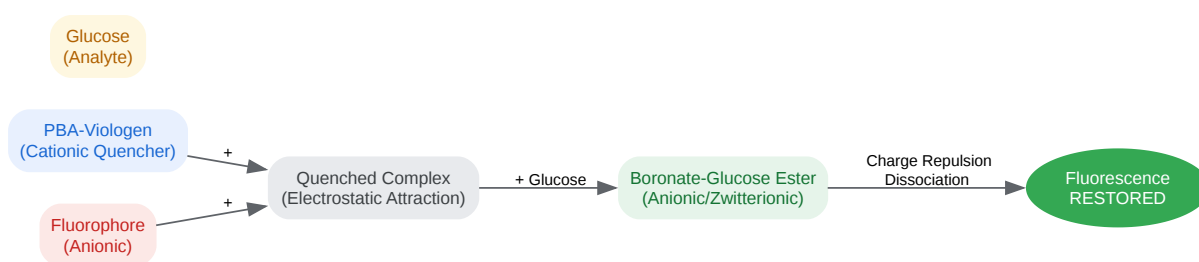 Glucose
(Analyte)
PBA-Viologen
(Cationic Quencher)
+
Fluorophore
(Anionic)
+
Quenched Complex
(Electrostatic Attraction)
+ Glucose
Boronate-Glucose Ester
(Anionic/Zwitterionic)
Charge Repulsion
Dissociation
Fluorescence
RESTORED